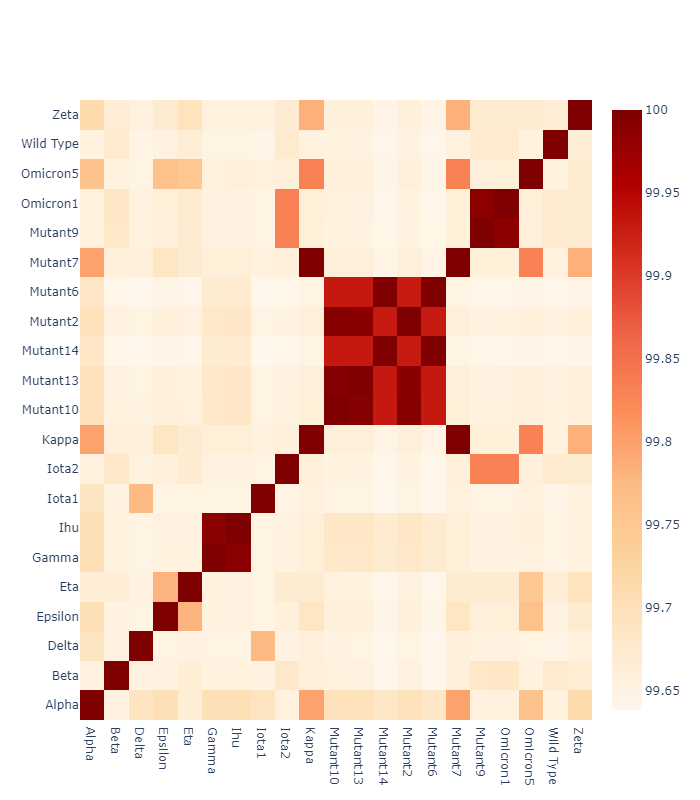 Zeta
Wild Type
Omicron5
Omicron1
Mutant9
Mutant7
Mutant6
Mutant2
Mutant14
Mutant13
Mutant10
Kappa
Iota2
Iota1
Ihu
Gamma
Eta
Epsilon
Delta
Beta
Alpha
Alpha
Beta
Delta
Epsilon
Eta
Gamma
Ihu
Iota1
Iota2
Kappa
Mutant10
Mutant13
Mutant14
Mutant2
Mutant6
Mutant7
Mutant9
Omicron1
Omicron5
Wild Type
Zeta
100
99.95
99.9
99.85
99.8
99.75
99.7
99.65